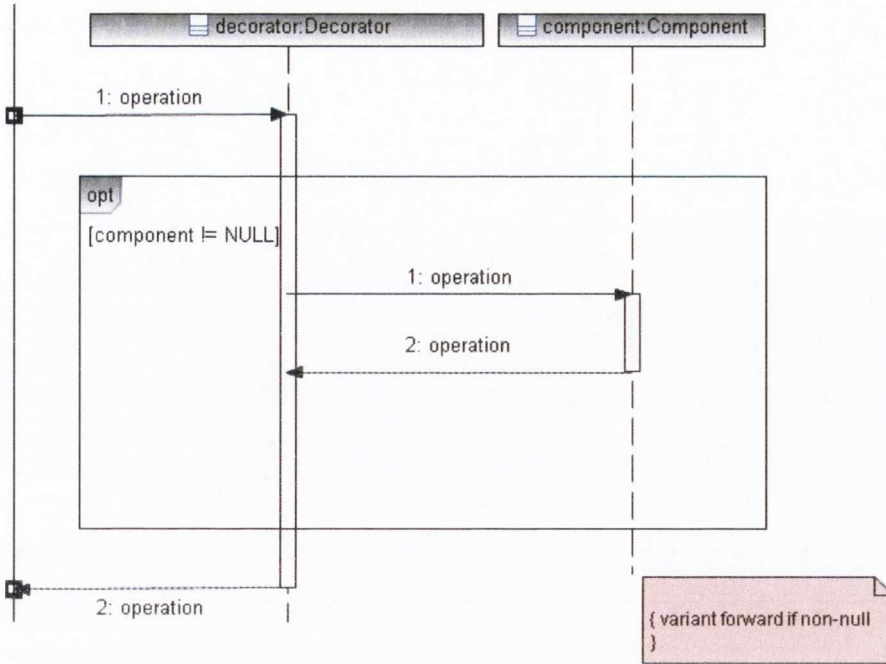 decorator:Decorator
component:Component
1: operation
opt
[component != NULL]
1: operation
2: operation
2: operation
{ variant forward if non-null
}